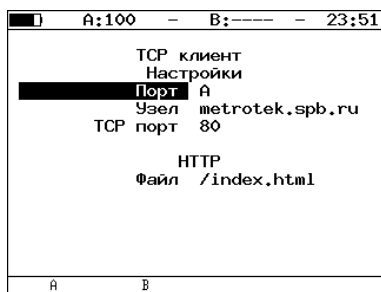 A:100 – B:---- – 23:51
TCP клиент
Настройки
Порт A
Узел metrotek.spb.ru
TCP порт 80
HTTP
Файл /index.html
A B